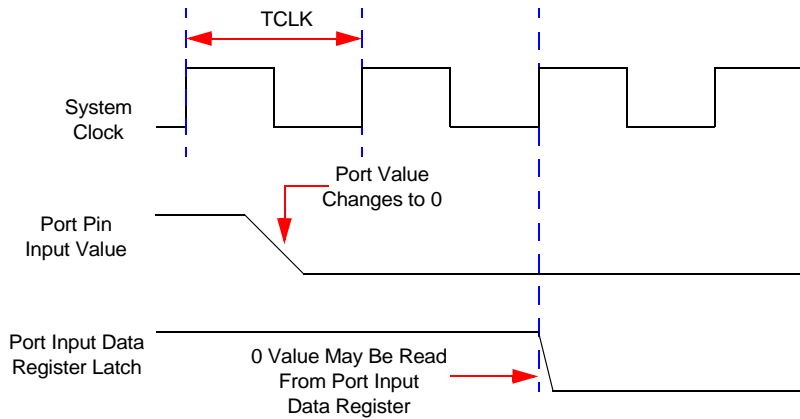 TCLK
System
Clock
Port Value
Changes to 0
Port Pin
Input Value
Port Input Data
Register Latch
0 Value May Be Read
From Port Input
Data Register